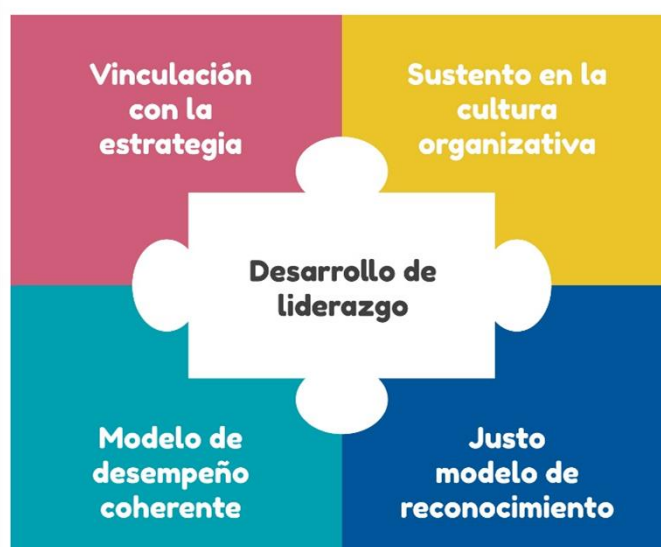 Vinculación
con la
estrategia
Sustento en la
cultura
organizativa
Desarrollo de
liderazgo
Modelo de
desempeño
coherente
Justo
modelo de
reconocimiento